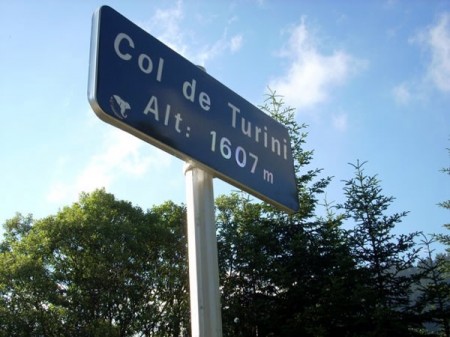 Col de Turini
Alt: 1607 m